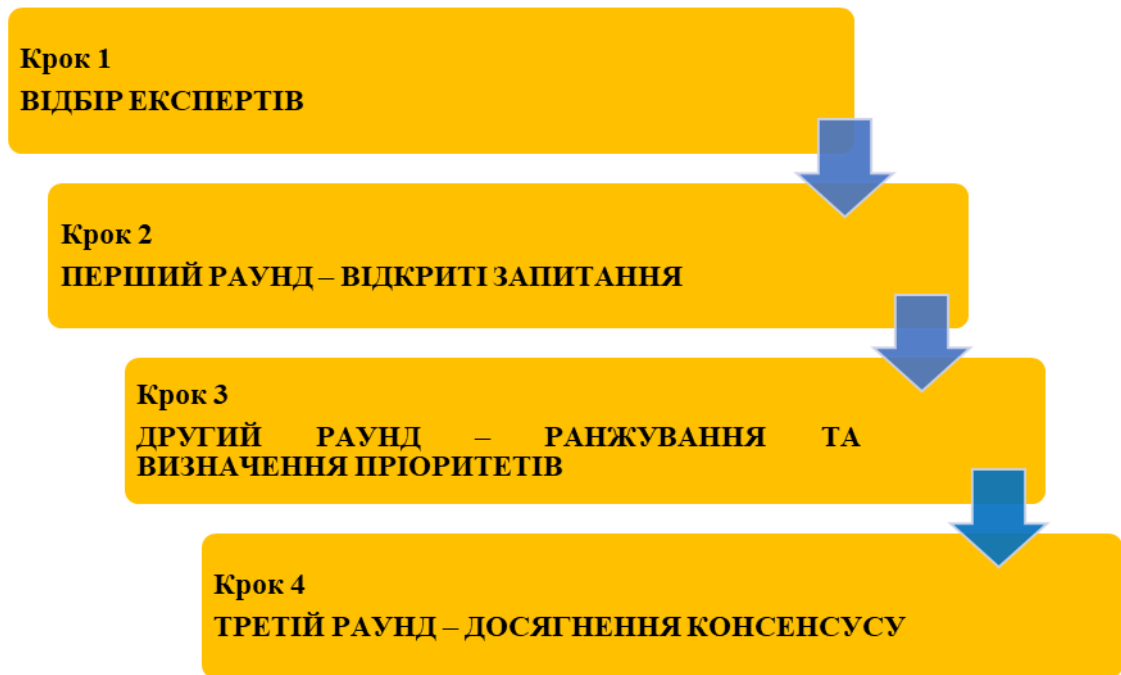 Крок 1
ВІДБІР ЕКСПЕРТІВ
Крок 2
ПЕРШИЙ РАУНД – ВІДКРИТІ ЗАПИТАННЯ
Крок 3
ДРУГИЙ РАУНД – РАНЖУВАННЯ ТА
ВИЗНАЧЕННЯ ПРІОРИТЕТІВ
Крок 4
ТРЕТІЙ РАУНД – ДОСЯГНЕННЯ КОНСЕНСУСУ